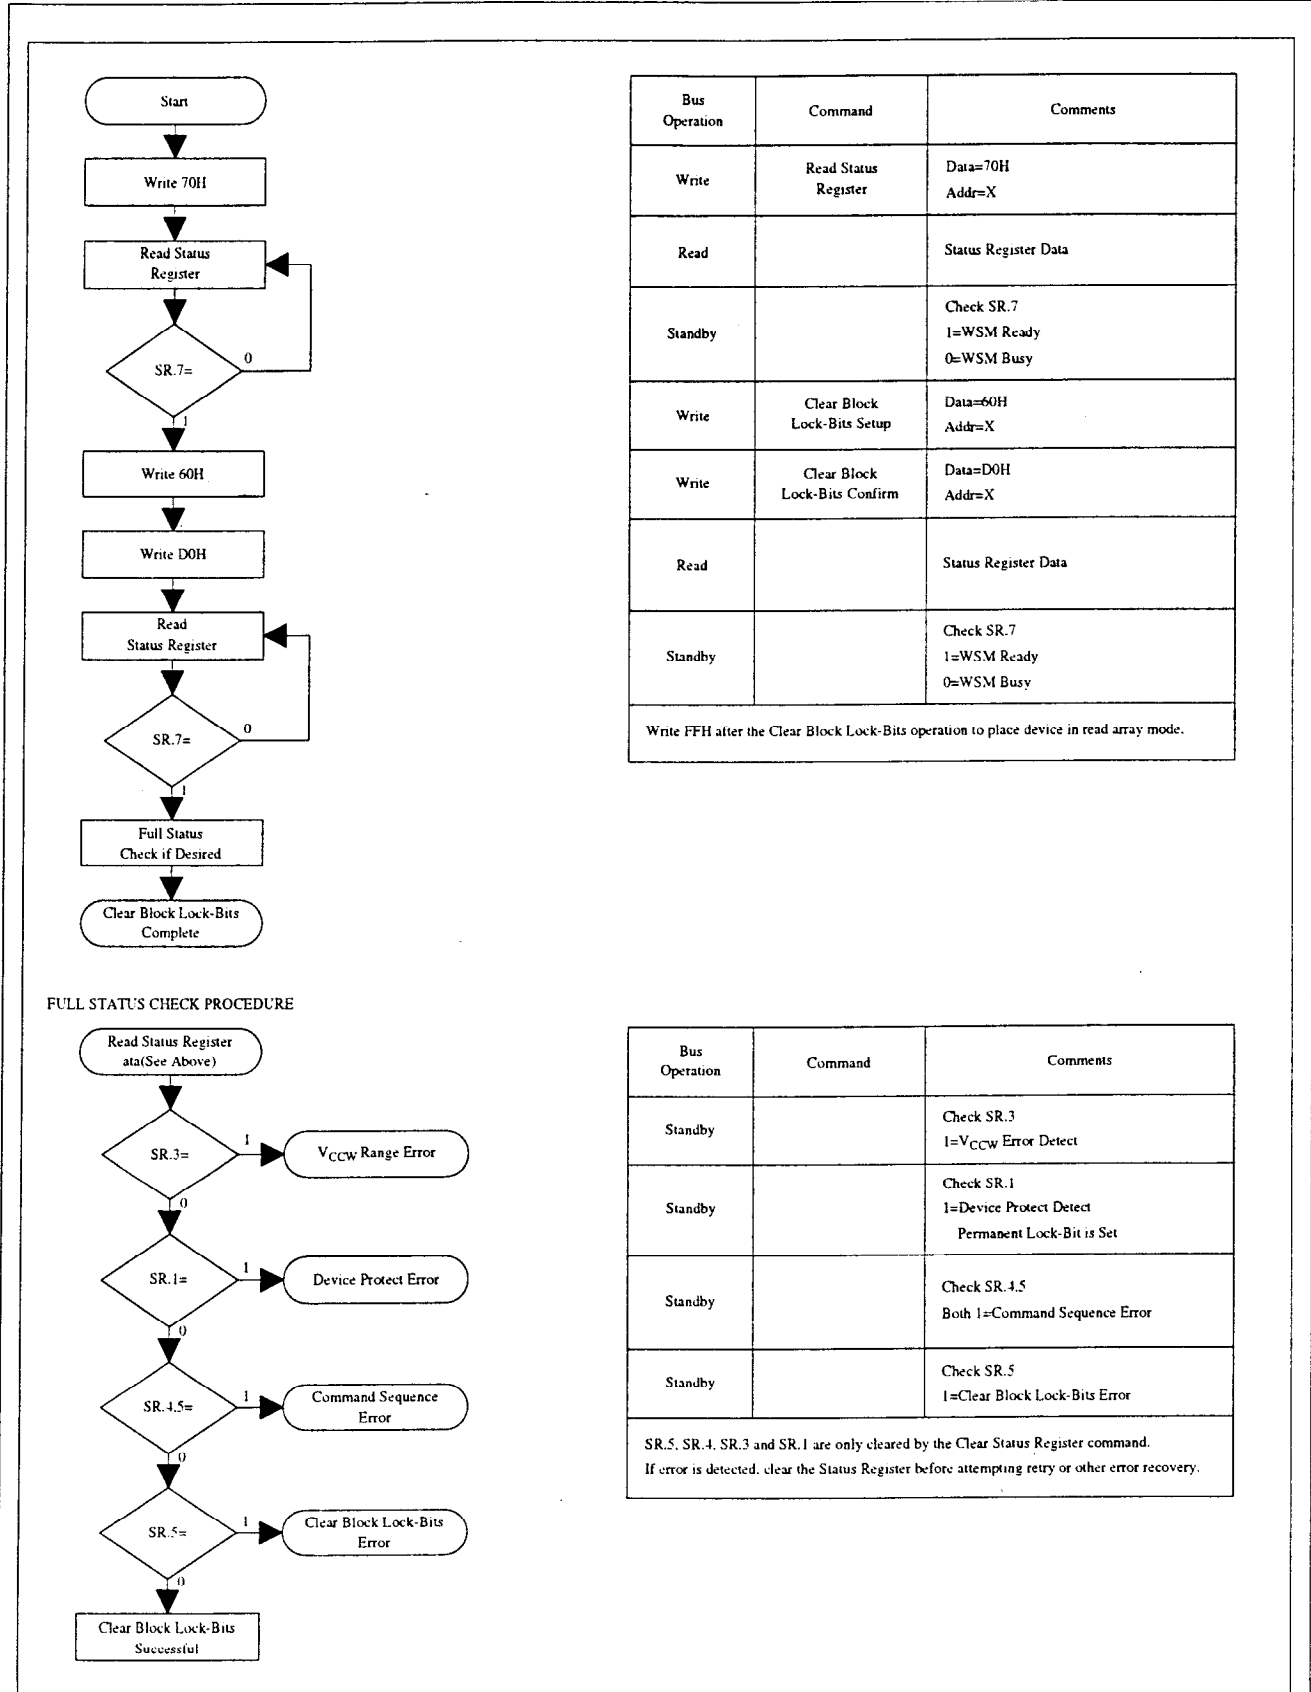 Start
Write 70H
Read Status
Register
SR.7=
0
1
Write 60H
Write D0H
Read
Status Register
SR.7=
0
1
Full Status
Check if Desired
Clear Block Lock-Bits
Complete
Bus
Operation
Command
Comments
Write
Read Status
Register
Data=70H
Addr=X
Read
Status Register Data
Standby
Check SR.7
1=WSM Ready
0=WSM Busy
Write
Clear Block
Lock-Bits Setup
Data=60H
Addr=X
Write
Clear Block
Lock-Bits Confirm
Data=D0H
Addr=X
Read
Status Register Data
Standby
Check SR.7
1=WSM Ready
0=WSM Busy
Write FFH after the Clear Block Lock-Bits operation to place device in read array mode.
FULL STATUS CHECK PROCEDURE
Read Status Register
ata(See Above)
SR.3=
1
VCCW Range Error
0
SR.1=
1
Device Protect Error
0
SR.4,5=
1
Command Sequence
Error
0
SR.5=
1
Clear Block Lock-Bits
Error
0
Clear Block Lock-Bits
Successful
Bus
Operation
Command
Comments
Standby
Check SR.3
1=VCCW Error Detect
Standby
Check SR.1
1=Device Protect Detect
Permanent Lock-Bit is Set
Standby
Check SR.4,5
Both 1=Command Sequence Error
Standby
Check SR.5
1=Clear Block Lock-Bits Error
SR.5, SR.4, SR.3 and SR.1 are only cleared by the Clear Status Register command.
If error is detected, clear the Status Register before attempting retry or other error recovery.